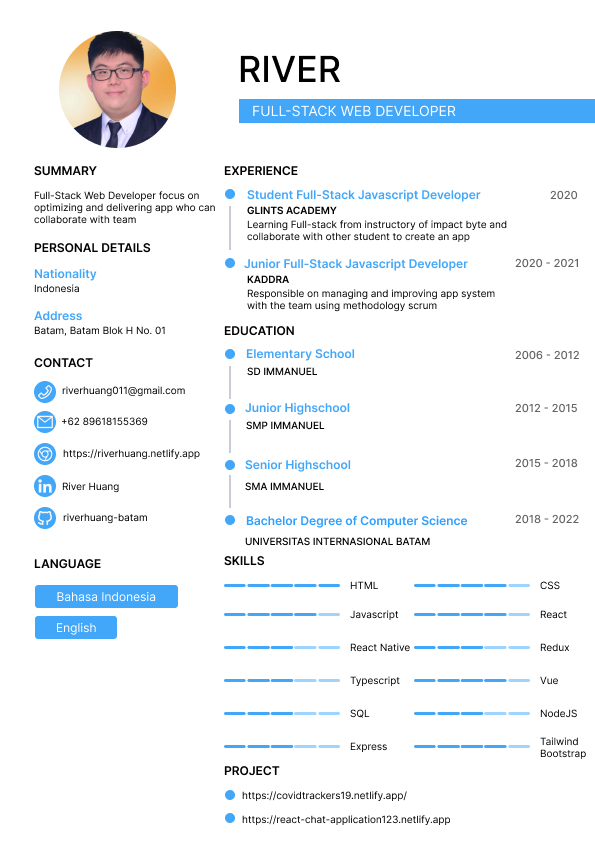 RIVER
FULL-STACK WEB DEVELOPER
SUMMARY
Full-Stack Web Developer focus on
optimizing and delivering app who can
collaborate with team
PERSONAL DETAILS
Nationality
Indonesia
Address
Batam, Batam Blok H No. 01
CONTACT
riverhuang011@gmail.com
+62 89618155369
https://riverhuang.netlify.app
River Huang
riverhuang-batam
LANGUAGE
Bahasa Indonesia
English
EXPERIENCE
Student Full-Stack Javascript Developer 2020
GLINTS ACADEMY
Learning Full-stack from instructory of impact byte and
collaborate with other student to create an app
Junior Full-Stack Javascript Developer 2020 - 2021
KADDRA
Responsible on managing and improving app system
with the team using methodology scrum
EDUCATION
Elementary School 2006 - 2012
SD IMMANUEL
Junior Highschool 2012 - 2015
SMP IMMANUEL
Senior Highschool 2015 - 2018
SMA IMMANUEL
Bachelor Degree of Computer Science 2018 - 2022
UNIVERSITAS INTERNASIONAL BATAM
SKILLS
HTML CSS
Javascript React
React Native Redux
Typescript Vue
SQL NodeJS
Express Tailwind
Bootstrap
PROJECT
https://covidtrackers19.netlify.app/
https://react-chat-application123.netlify.app